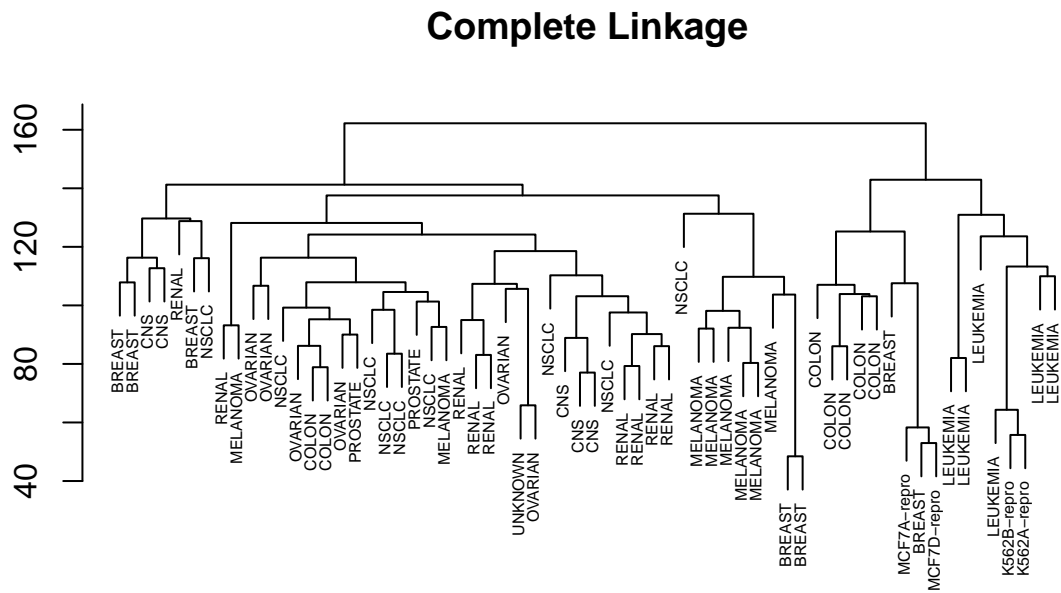 Complete Linkage
160
120
80
40
BREAST
BREAST
CNS
CNS
RENAL
BREAST
NSCLC
RENAL
MELANOMA
OVARIAN
OVARIAN
NSCLC
OVARIAN
COLON
COLON
OVARIAN
PROSTATE
NSCLC
NSCLC
NSCLC
PROSTATE
NSCLC
MELANOMA
RENAL
RENAL
RENAL
OVARIAN
UNKNOWN
OVARIAN
NSCLC
CNS
CNS
CNS
NSCLC
RENAL
RENAL
RENAL
RENAL
NSCLC
MELANOMA
MELANOMA
MELANOMA
MELANOMA
MELANOMA
MELANOMA
BREAST
BREAST
COLON
COLON
COLON
COLON
COLON
BREAST
MCF7A−repro
BREAST
MCF7D−repro
LEUKEMIA
LEUKEMIA
LEUKEMIA
LEUKEMIA
K562B−repro
K562A−repro
LEUKEMIA
LEUKEMIA